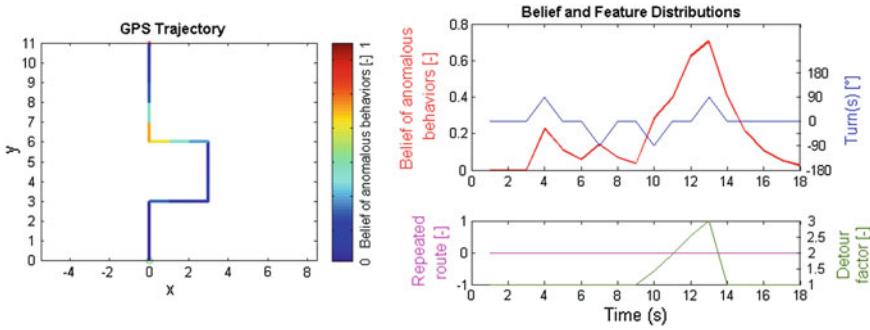 GPS Trajectory
11
10
9
8
7
6
5
4
3
2
1
0
y
-4 -2 0 2 4 6 8
x
0 Belief of anomalous behaviors [-] 1
Belief and Feature Distributions
Belief of anomalous
behaviors [-]
0.8
0.6
0.4
0.2
0
180
90
0
-90
-180
Turn(s) [°]
0 2 4 6 8 10 12 14 16 18
Repeated
route [-]
1
0
-1
3
2.5
2
1.5
1
Detour
factor [-]
0 2 4 6 8 10 12 14 16 18
Time (s)